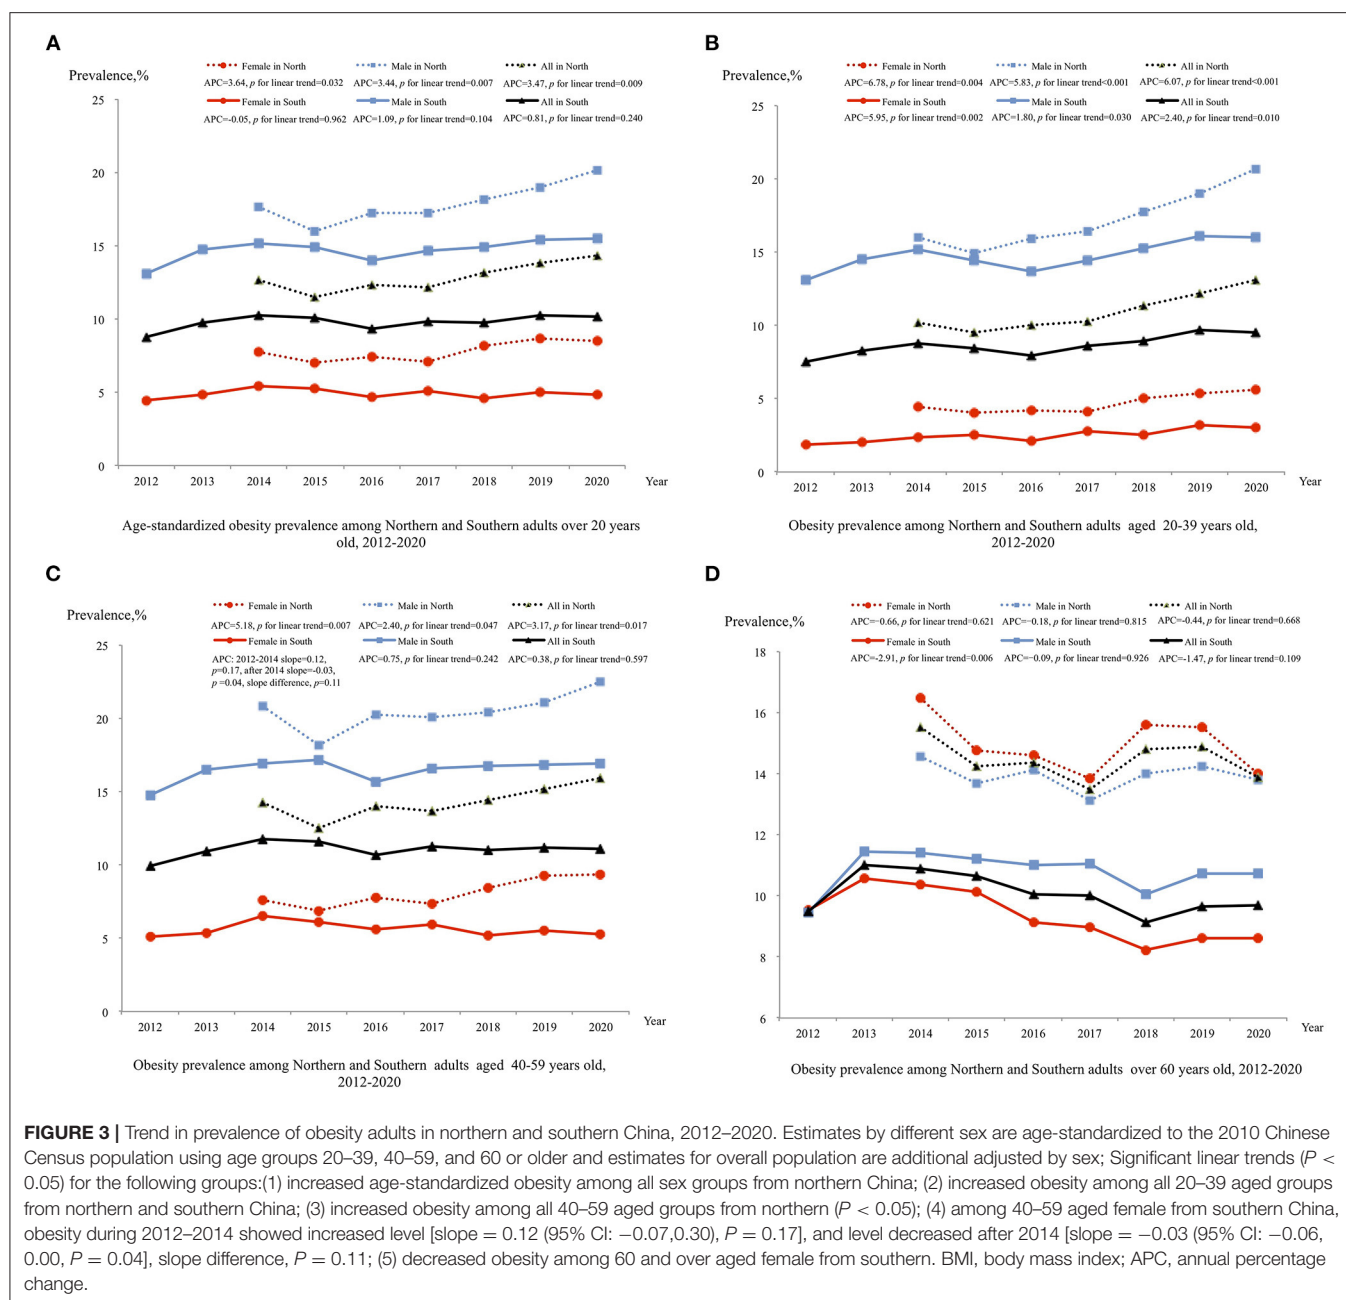 A
Female in North Male in North All in North
Prevalence,%
APC=3.64, p for linear trend=0.032 APC=3.44, p for linear trend=0.007 APC=3.47, p for linear trend=0.009
Female in South Male in South All in South
APC=-0.05, p for linear trend=0.962 APC=1.09, p for linear trend=0.104 APC=0.81, p for linear trend=0.240
25
20
15
10
5
0
2012 2013 2014 2015 2016 2017 2018 2019 2020 Year
Age-standardized obesity prevalence among Northern and Southern adults over 20 years
old, 2012-2020
B
Female in North Male in North All in North
Prevalence,%
APC=6.78, p for linear trend=0.004 APC=5.83, p for linear trend<0.001 APC=6.07, p for linear trend<0.001
Female in South Male in South All in South
APC=5.95, p for linear trend=0.002 APC=1.80, p for linear trend=0.030 APC=2.40, p for linear trend=0.010
25
20
15
10
5
0
2012 2013 2014 2015 2016 2017 2018 2019 2020 Year
Obesity prevalence among Northern and Southern adults aged 20-39 years old,
2012-2020
C
Female in North Male in North All in North
Prevalence,%
APC=5.18, p for linear trend=0.007 APC=2.40, p for linear trend=0.047 APC=3.17, p for linear trend=0.017
Female in South Male in South All in South
APC: 2012-2014 slope=0.12, APC=0.75, p for linear trend=0.242 APC=0.38, p for linear trend=0.597
p=0.17, after 2014 slope=-0.03,
p =0.04, slope difference, p=0.11
25
20
15
10
5
0
2012 2013 2014 2015 2016 2017 2018 2019 2020 Year
Obesity prevalence among Northern and Southern adults aged 40-59 years old,
2012-2020
D
Female in North Male in North All in North
Prevalence,%
APC=-0.66, p for linear trend=0.621 APC=-0.18, p for linear trend=0.815 APC=-0.44, p for linear trend=0.668
Female in South Male in South All in South
APC=-2.91, p for linear trend=0.006 APC=-0.09, p for linear trend=0.926 APC=-1.47, p for linear trend=0.109
18
16
14
12
10
8
6
2012 2013 2014 2015 2016 2017 2018 2019 2020 Year
Obesity prevalence among Northern and Southern adults over 60 years old, 2012-2020
FIGURE 3 | Trend in prevalence of obesity adults in northern and southern China, 2012–2020. Estimates by different sex are age-standardized to the 2010 Chinese
Census population using age groups 20–39, 40–59, and 60 or older and estimates for overall population are additional adjusted by sex; Significant linear trends (P <
0.05) for the following groups:(1) increased age-standardized obesity among all sex groups from northern China; (2) increased obesity among all 20–39 aged groups
from northern and southern China; (3) increased obesity among all 40–59 aged groups from northern (P < 0.05); (4) among 40–59 aged female from southern China,
obesity during 2012–2014 showed increased level [slope = 0.12 (95% CI: −0.07,0.30), P = 0.17], and level decreased after 2014 [slope = −0.03 (95% CI: −0.06,
0.00, P = 0.04], slope difference, P = 0.11; (5) decreased obesity among 60 and over aged female from southern. BMI, body mass index; APC, annual percentage
change.